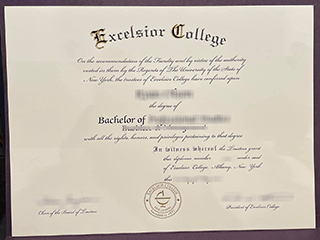 Excelsior College
On the recommendation of the Faculty and by virtue of the authority
vested in them by the Regents of The University of the State of
New York, the trustees of Excelsior College have conferred upon
the degree of
Bachelor of
with all the rights, honors, and privileges pertaining to that degree
In witness whereof, the Trustees grant
this diploma number under seal
of Excelsior College, Albany, New York
this
Chair of the Board of Trustees
President of Excelsior College